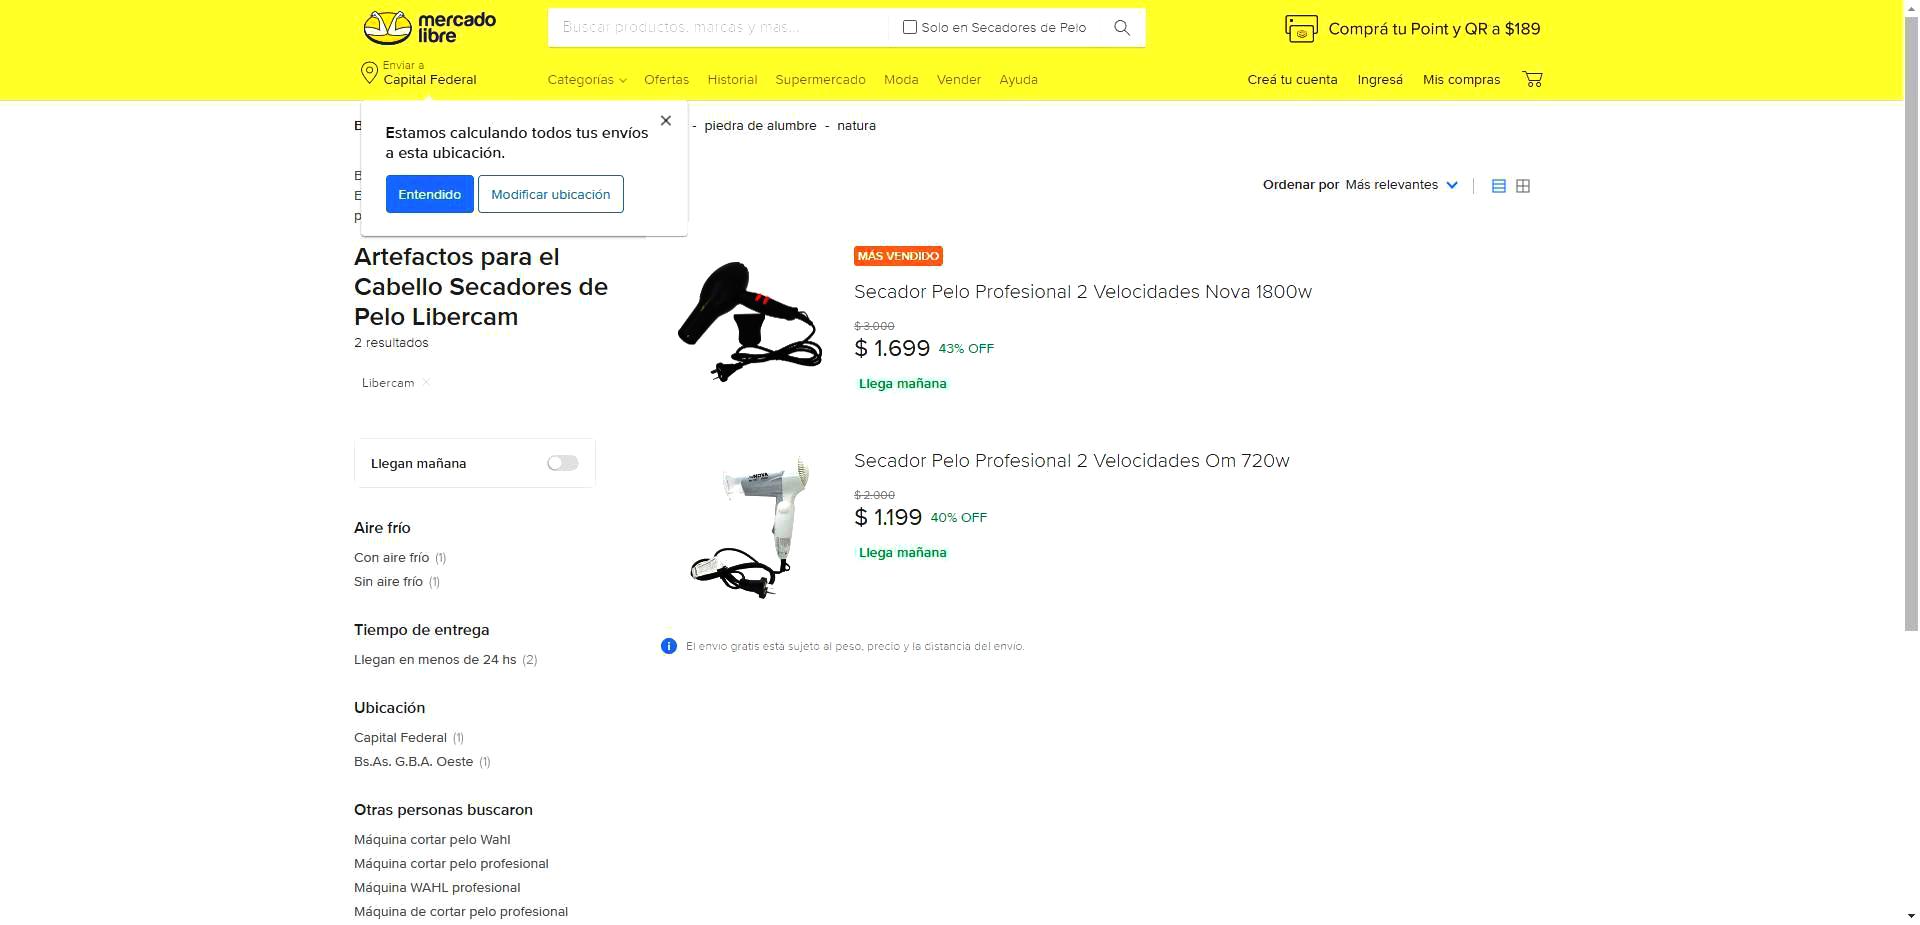 mercado
libre
Buscar productos, marcas y más...
Solo en Secadores de Pelo
Comprá tu Point y QR a $189
Enviar a
Capital Federal
Categorías
Ofertas
Historial
Supermercado
Moda
Vender
Ayuda
Creá tu cuenta
Ingresá
Mis compras
- piedra de alumbre - natura
Estamos calculando todos tus envíos
a esta ubicación.
Entendido
Modificar ubicación
Ordenar por Más relevantes
Artefactos para el
Cabello Secadores de
Pelo Libercam
2 resultados
Libercam
Llegan mañana
Aire frío
Con aire frío (1)
Sin aire frío (1)
Tiempo de entrega
Llegan en menos de 24 hs (2)
Ubicación
Capital Federal (1)
Bs.As. G.B.A. Oeste (1)
Otras personas buscaron
Máquina cortar pelo Wahl
Máquina cortar pelo profesional
Máquina WAHL profesional
Máquina de cortar pelo profesional
MÁS VENDIDO
Secador Pelo Profesional 2 Velocidades Nova 1800w
$ 3.000
$ 1.699 43% OFF
Llega mañana
NOVA
Secador Pelo Profesional 2 Velocidades Om 720w
$ 2.000
$ 1.199 40% OFF
Llega mañana
El envío gratis está sujeto al peso, precio y la distancia del envío.